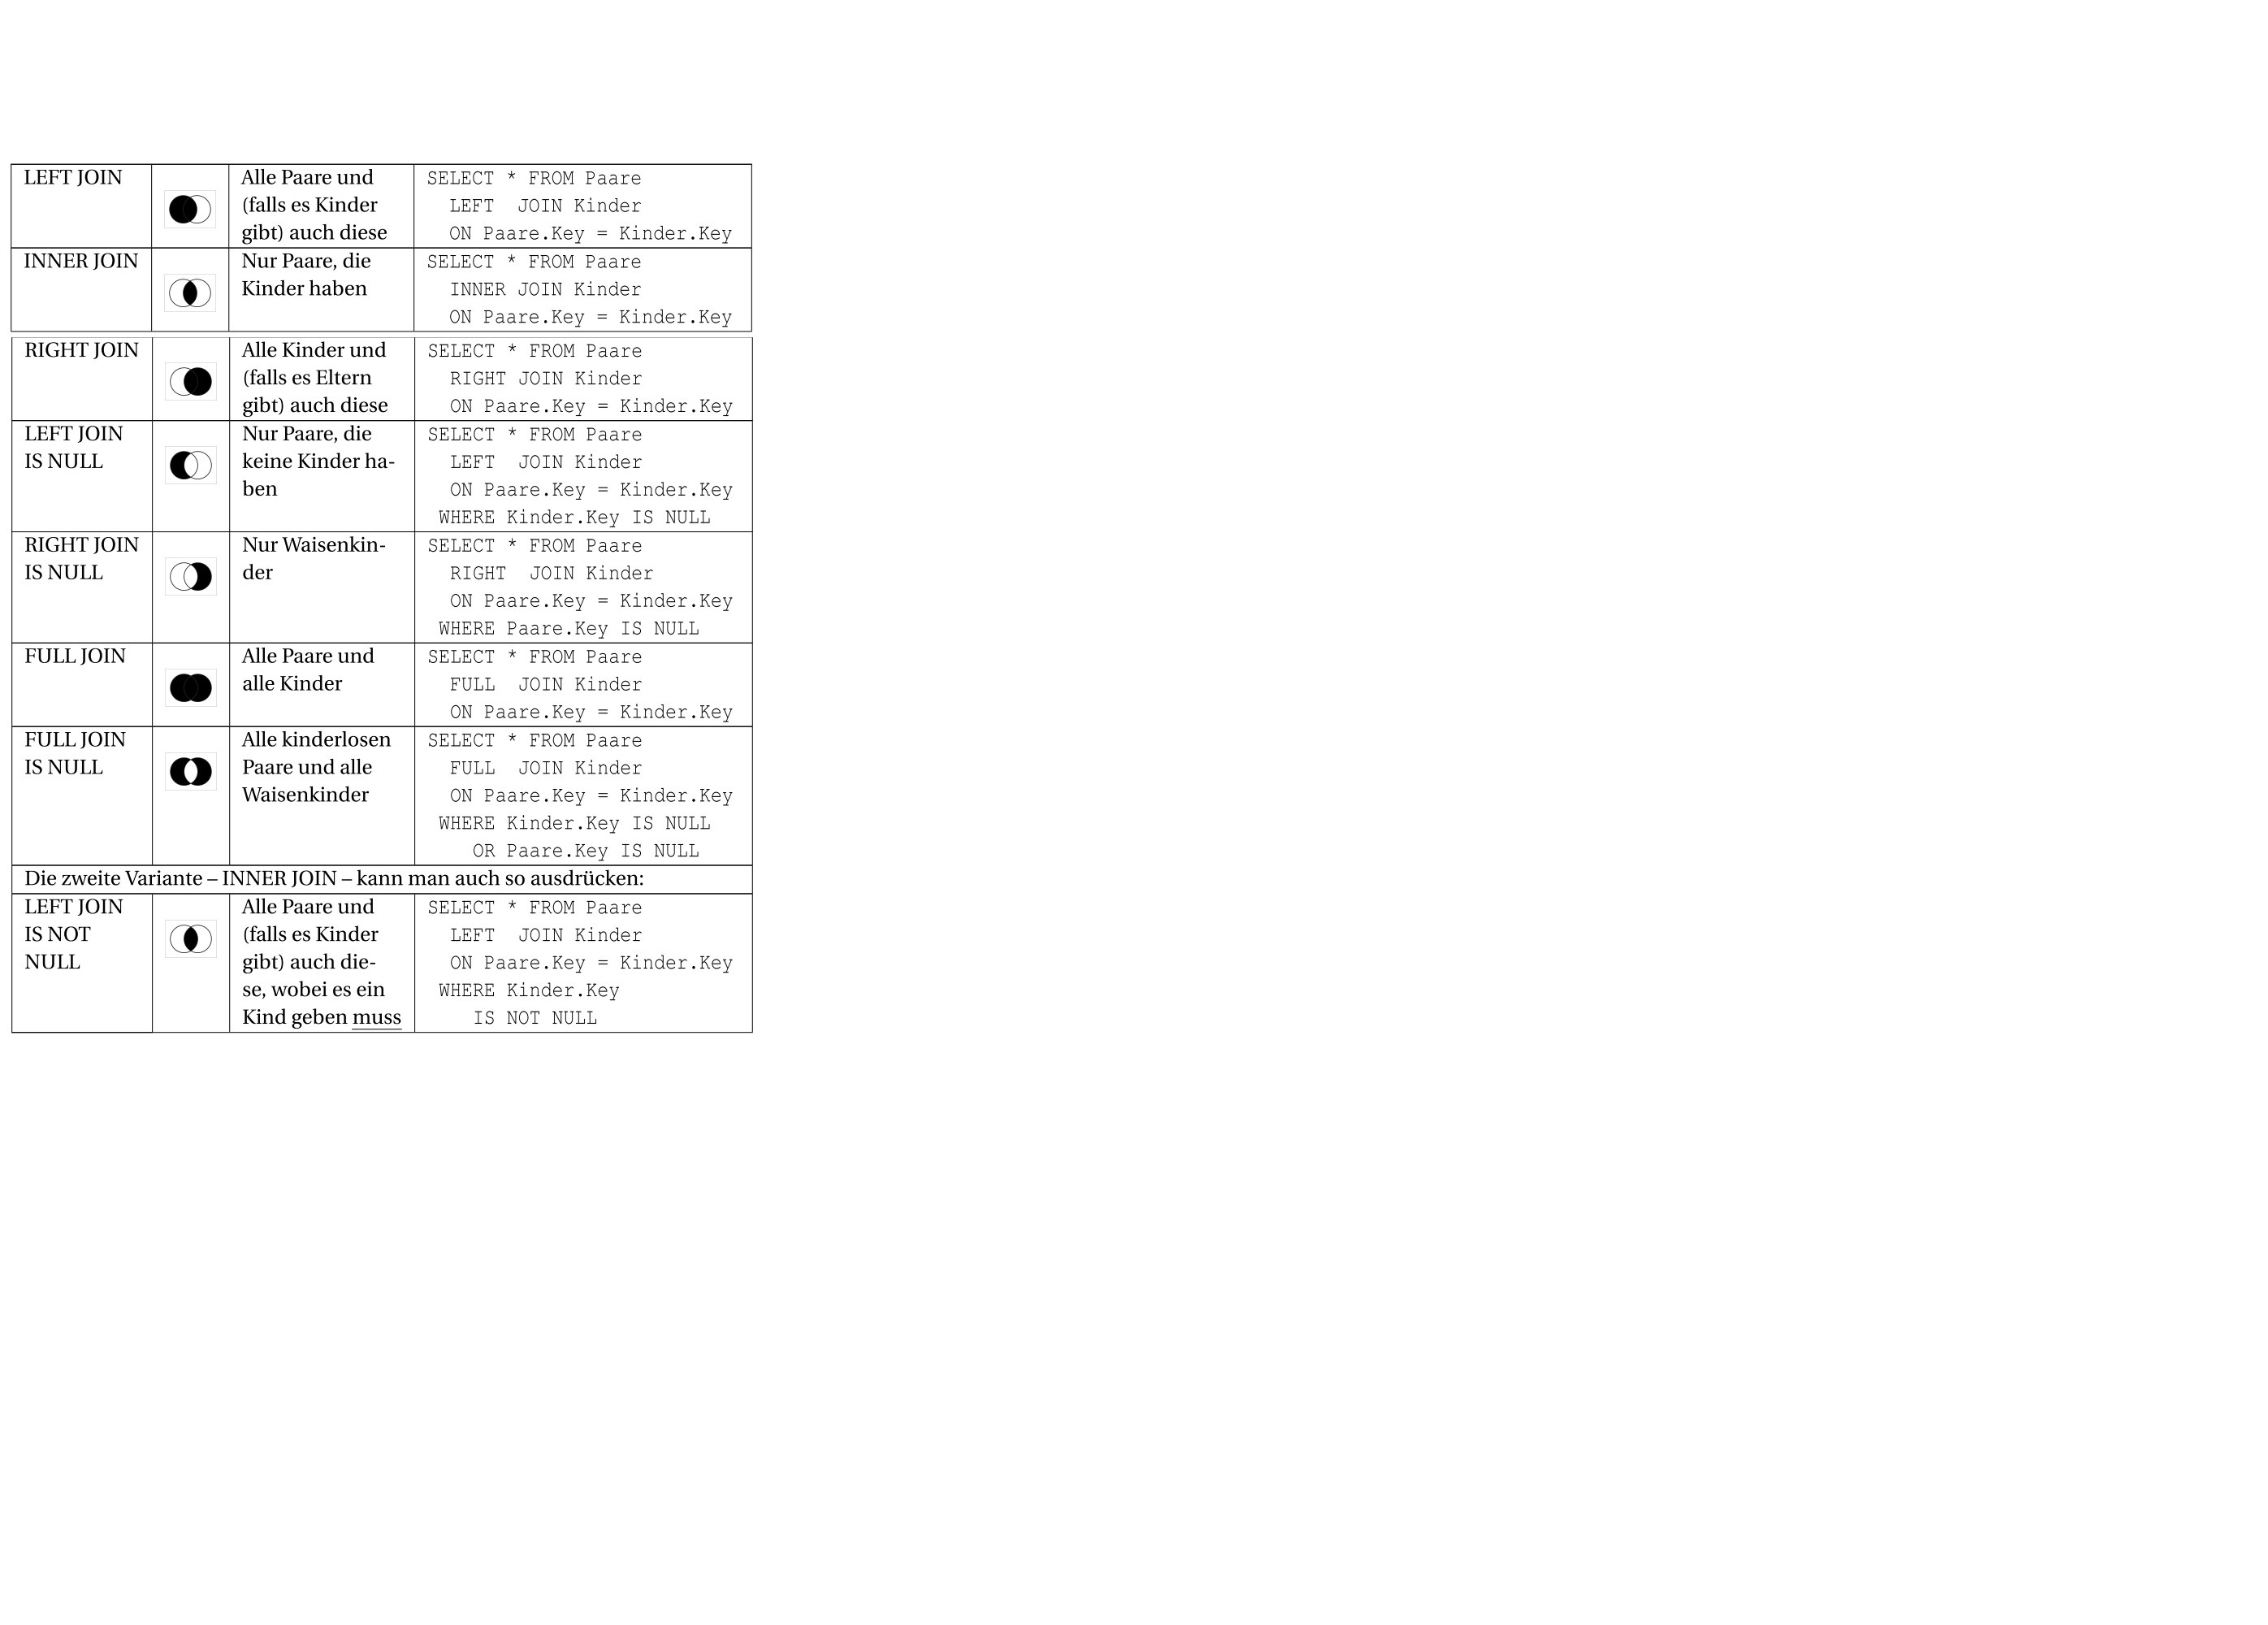 LEFT JOIN
Alle Paare und
(falls es Kinder
gibt) auch diese
SELECT * FROM Paare
LEFT  JOIN Kinder
ON Paare.Key = Kinder.Key
INNER JOIN
Nur Paare, die
Kinder haben
SELECT * FROM Paare
INNER JOIN Kinder
ON Paare.Key = Kinder.Key
RIGHT JOIN
Alle Kinder und
(falls es Eltern
gibt) auch diese
SELECT * FROM Paare
RIGHT JOIN Kinder
ON Paare.Key = Kinder.Key
LEFT JOIN
IS NULL
Nur Paare, die
keine Kinder ha-
ben
SELECT * FROM Paare
LEFT  JOIN Kinder
ON Paare.Key = Kinder.Key
WHERE Kinder.Key IS NULL
RIGHT JOIN
IS NULL
Nur Waisenkin-
der
SELECT * FROM Paare
RIGHT  JOIN Kinder
ON Paare.Key = Kinder.Key
WHERE Paare.Key IS NULL
FULL JOIN
Alle Paare und
alle Kinder
SELECT * FROM Paare
FULL  JOIN Kinder
ON Paare.Key = Kinder.Key
FULL JOIN
IS NULL
Alle kinderlosen
Paare und alle
Waisenkinder
SELECT * FROM Paare
FULL  JOIN Kinder
ON Paare.Key = Kinder.Key
WHERE Kinder.Key IS NULL
OR Paare.Key IS NULL
Die zweite Variante – INNER JOIN – kann man auch so ausdrücken:
LEFT JOIN
IS NOT
NULL
Alle Paare und
(falls es Kinder
gibt) auch die-
se, wobei es ein
Kind geben muss
SELECT * FROM Paare
LEFT  JOIN Kinder
ON Paare.Key = Kinder.Key
WHERE Kinder.Key
IS NOT NULL